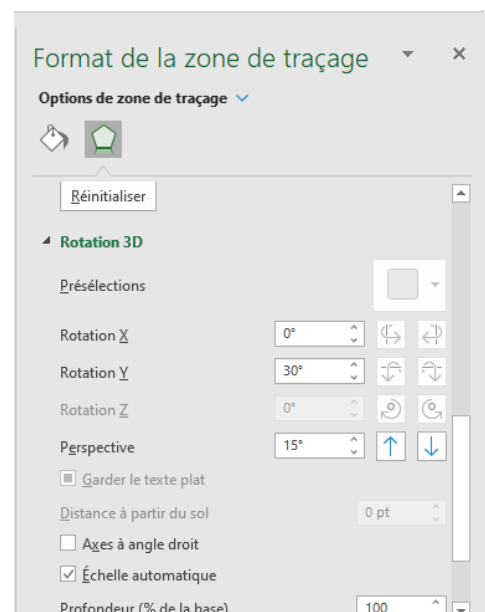 Format de la zone de traçage
Options de zone de traçage
Réinitialiser
Rotation 3D
Présélections
Rotation X 0°
Rotation Y 30°
Rotation Z 0°
Perspective 15°
Garder le texte plat
Distance à partir du sol 0 pt
Axes à angle droit
Échelle automatique
Profondeur (% de la base) 100